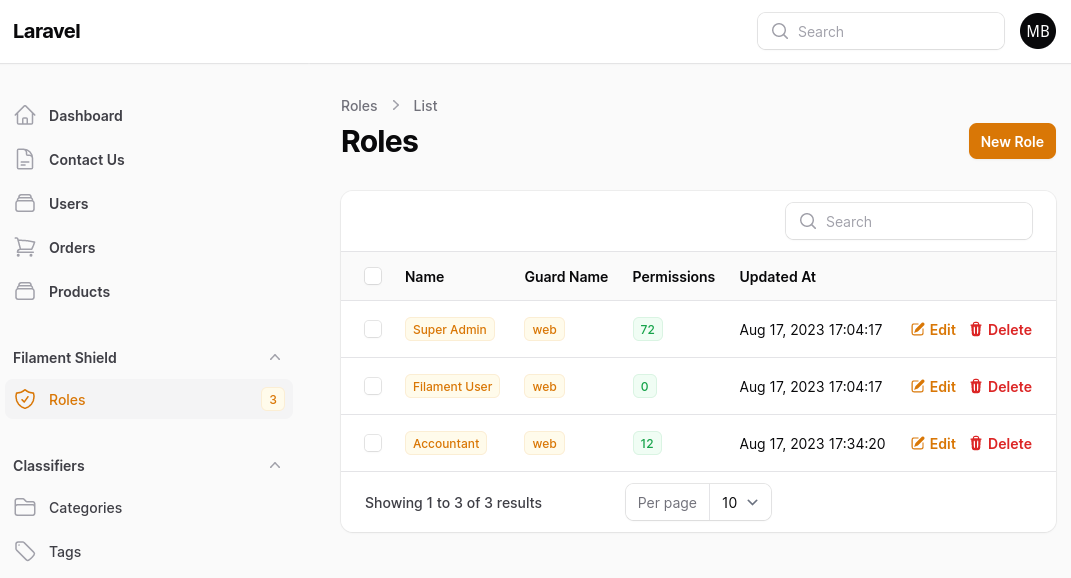 Laravel
Search
MB
Dashboard
Contact Us
Users
Orders
Products
Filament Shield
Roles 3
Classifiers
Categories
Tags
Roles > List
Roles
New Role
Search
Name Guard Name Permissions Updated At
Super Admin web 72 Aug 17, 2023 17:04:17 Edit Delete
Filament User web 0 Aug 17, 2023 17:04:17 Edit Delete
Accountant web 12 Aug 17, 2023 17:34:20 Edit Delete
Showing 1 to 3 of 3 results Per page 10